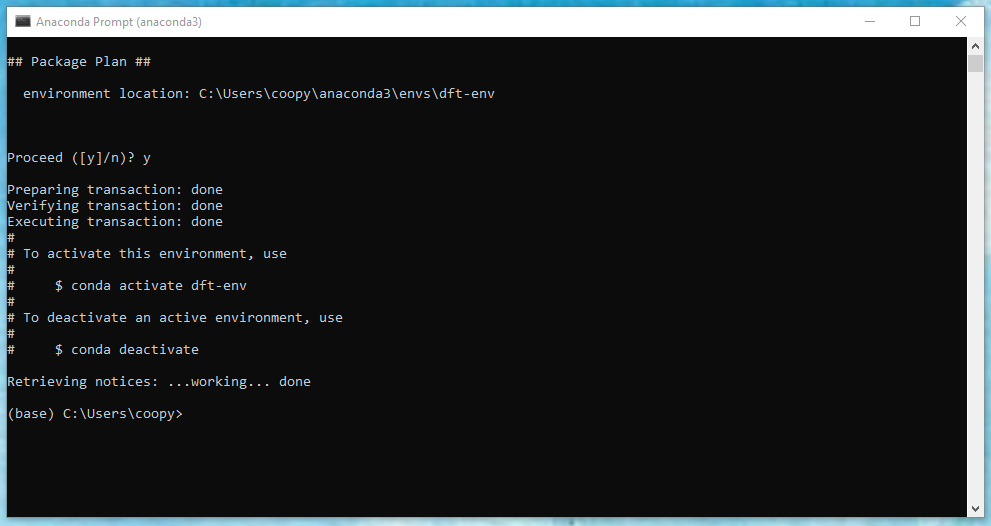 Anaconda Prompt (anaconda3)
## Package Plan ##
environment location: C:\Users\coopy\anaconda3\envs\dft-env
Proceed ([y]/n)? y
Preparing transaction: done
Verifying transaction: done
Executing transaction: done
#
# To activate this environment, use
#
#     $ conda activate dft-env
#
# To deactivate an active environment, use
#
#     $ conda deactivate
Retrieving notices: ...working... done
(base) C:\Users\coopy>